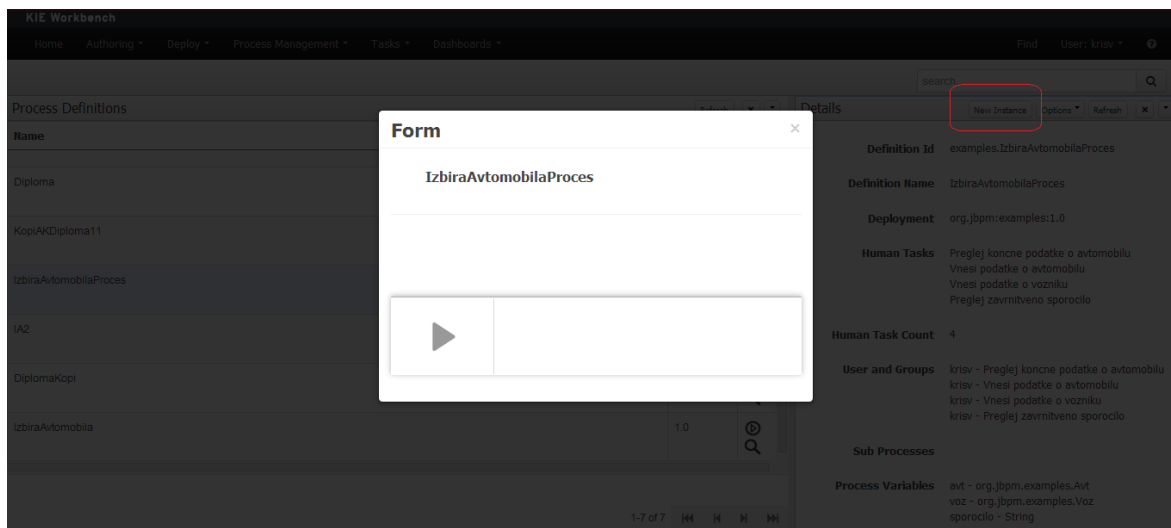 KIE Workbench
Home Authoring Deploy Process Management Tasks Dashboards Find User: krisv
search
Process Definitions
Refresh
Details
New Instance Options Refresh
Name
Diploma
KopiAKDiploma11
IzbiraAvtomobilaProces
IA2
DiplomaKopi
IzbiraAvtomobila 1.0
1-7 of 7
Form
IzbiraAvtomobilaProces
Definition Id examples.IzbiraAvtomobilaProces
Definition Name IzbiraAvtomobilaProces
Deployment org.jbpm:examples:1.0
Human Tasks Preglej koncne podatke o avtomobilu
Vnesi podatke o avtomobilu
Vnesi podatke o vozniku
Preglej zavrnitveno sporocilo
Human Task Count 4
User and Groups krisv - Preglej koncne podatke o avtomobilu
krisv - Vnesi podatke o avtomobilu
krisv - Vnesi podatke o vozniku
krisv - Preglej zavrnitveno sporocilo
Sub Processes
Process Variables avt - org.jbpm.examples.Avt
voz - org.jbpm.examples.Voz
sporocilo - String